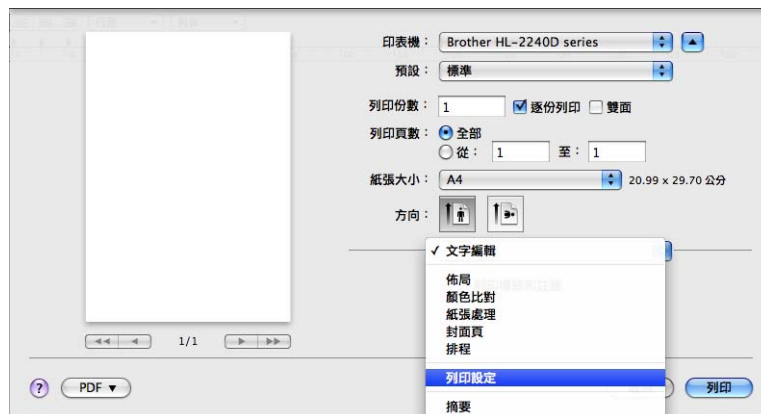 印表機： Brother HL-2240D series
預設： 標準
列印份數： 1 逐份列印 雙面
列印頁數： 全部
從： 1 至： 1
紙張大小： A4 20.99 x 29.70 公分
方向：
✓ 文字編輯
佈局
顏色比對
紙張處理
封面頁
排程
列印設定
摘要
1/1
? PDF ▼ 列印